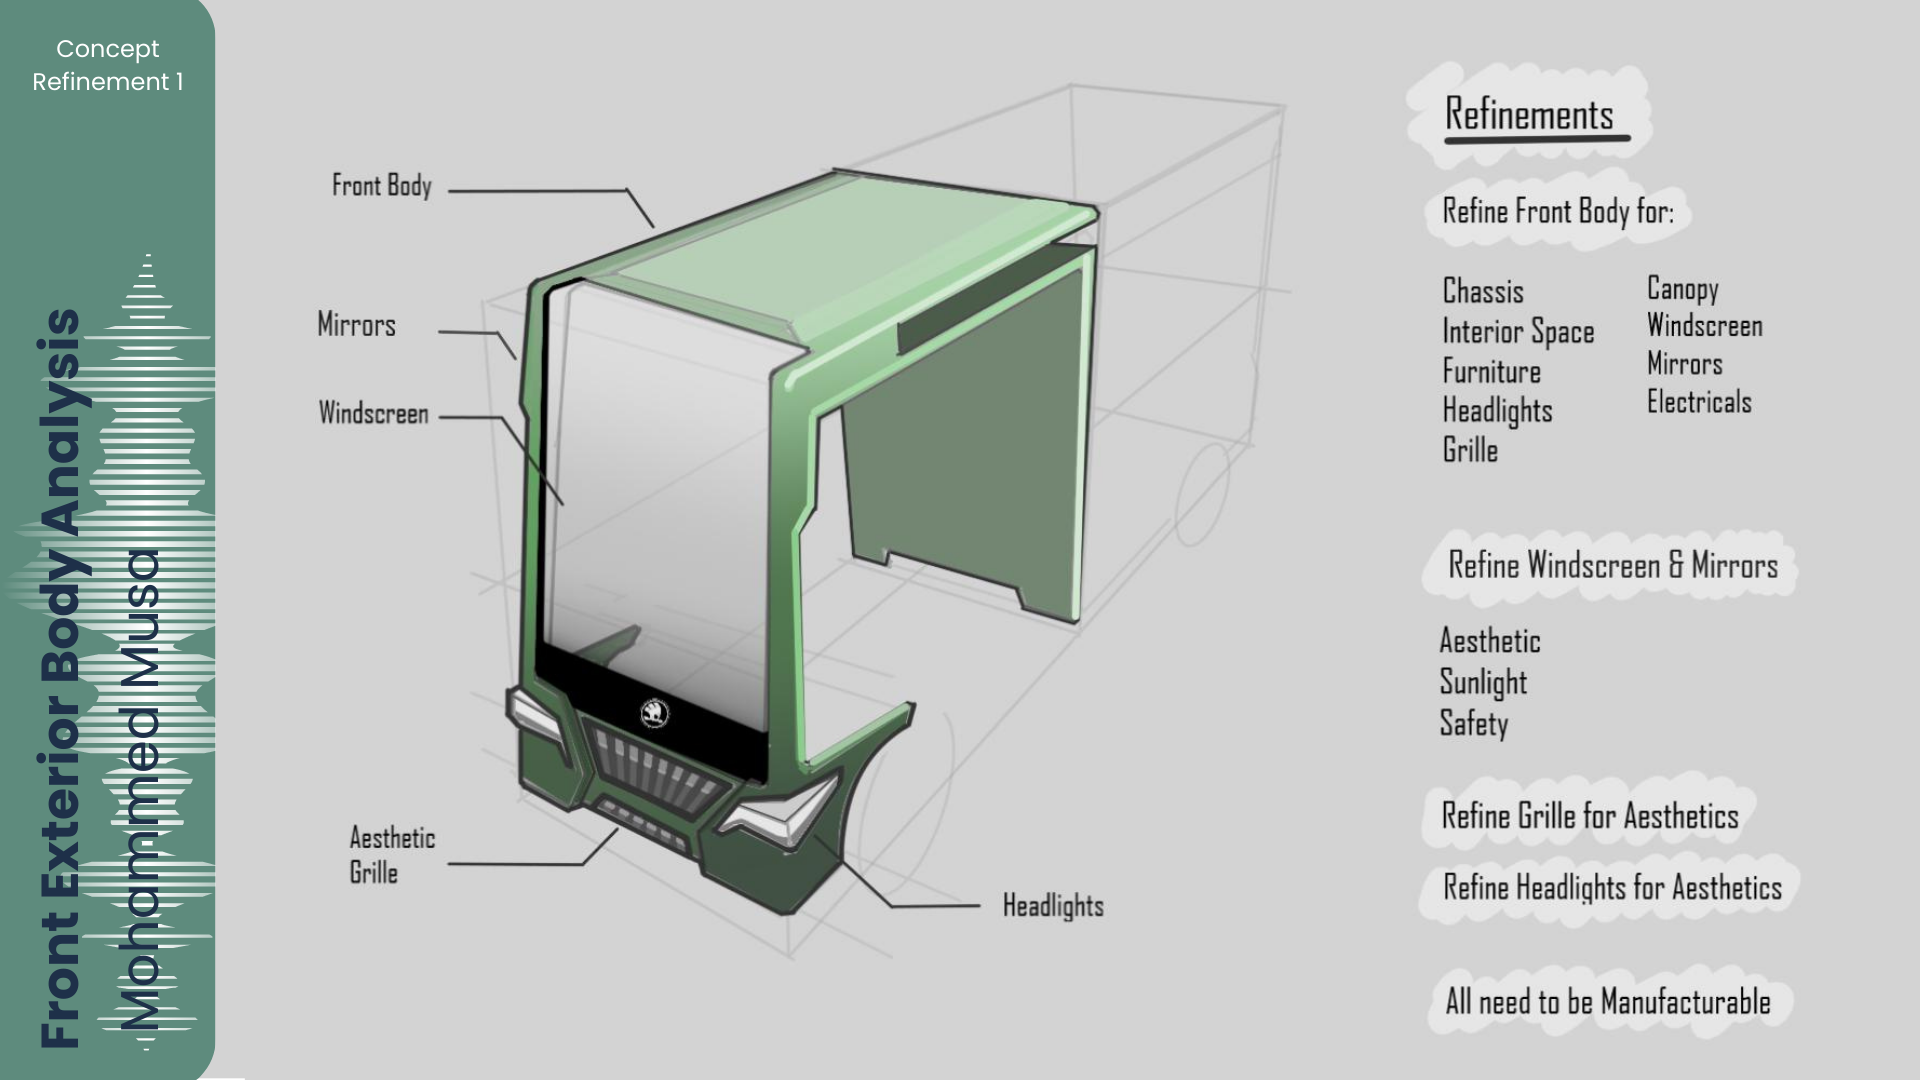 Concept
Refinement 1
Front Exterior Body Analysis
Mohammed Musa
Front Body
Mirrors
Windscreen
Aesthetic
Grille
Headlights
Refinements
Refine Front Body for:
Chassis
Interior Space
Furniture
Headlights
Grille
Canopy
Windscreen
Mirrors
Electricals
Refine Windscreen & Mirrors
Aesthetic
Sunlight
Safety
Refine Grille for Aesthetics
Refine Headlights for Aesthetics
All need to be Manufacturable